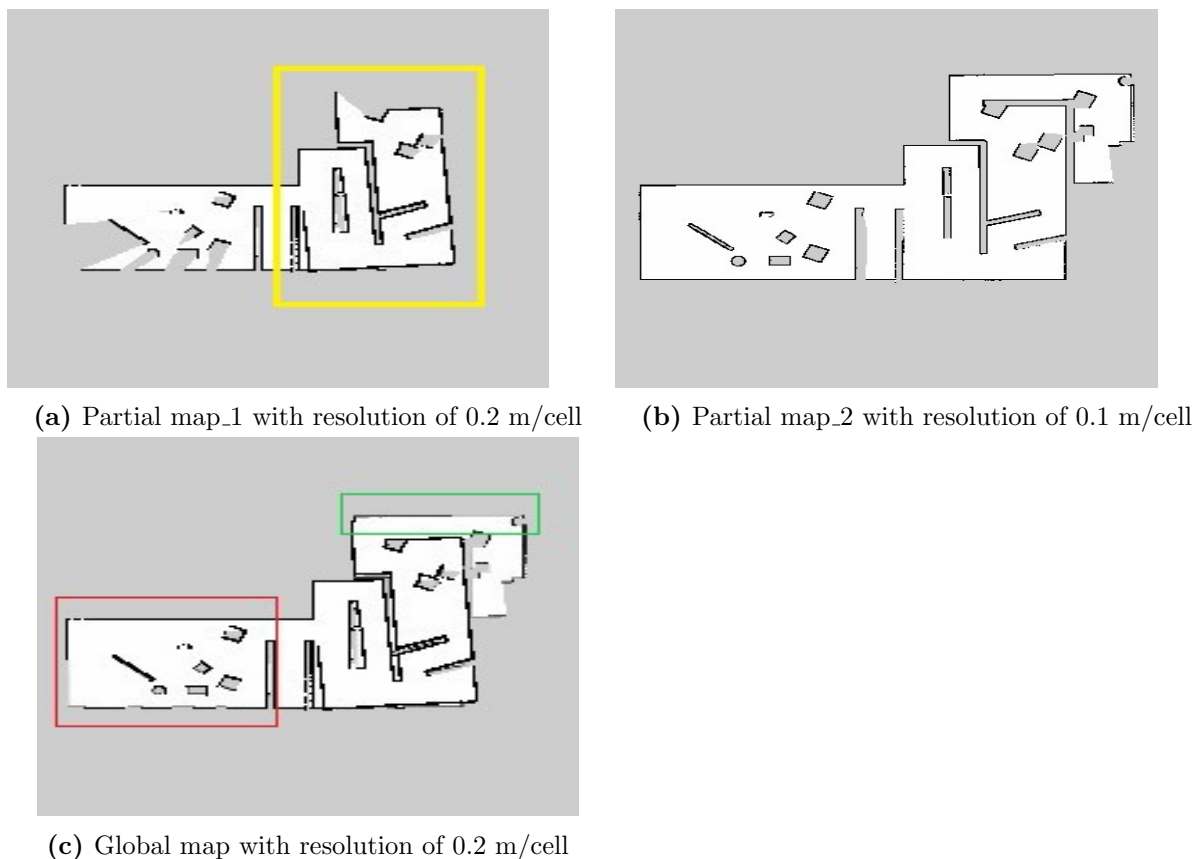 (a) Partial map_1 with resolution of 0.2 m/cell
(b) Partial map_2 with resolution of 0.1 m/cell
(c) Global map with resolution of 0.2 m/cell